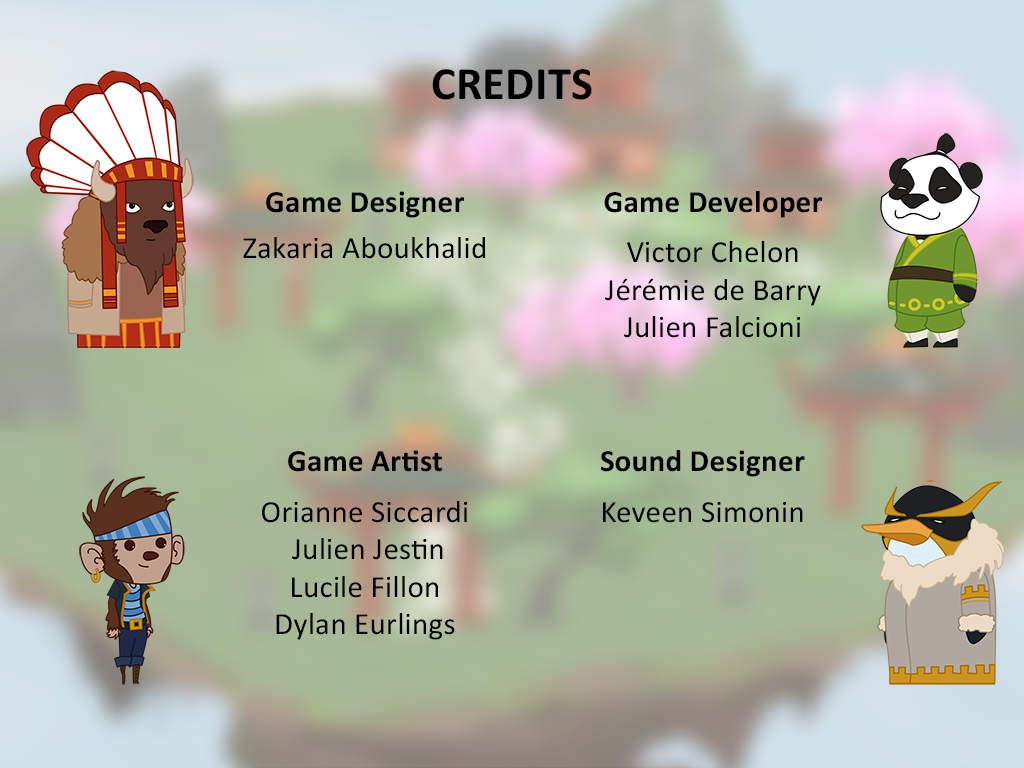 CREDITS
Game Designer
Zakaria Aboukhalid
Game Developer
Victor Chelon
Jérémie de Barry
Julien Falcioni
Game Artist
Orianne Siccardi
Julien Jestin
Lucile Fillon
Dylan Eurlings
Sound Designer
Keveen Simonin